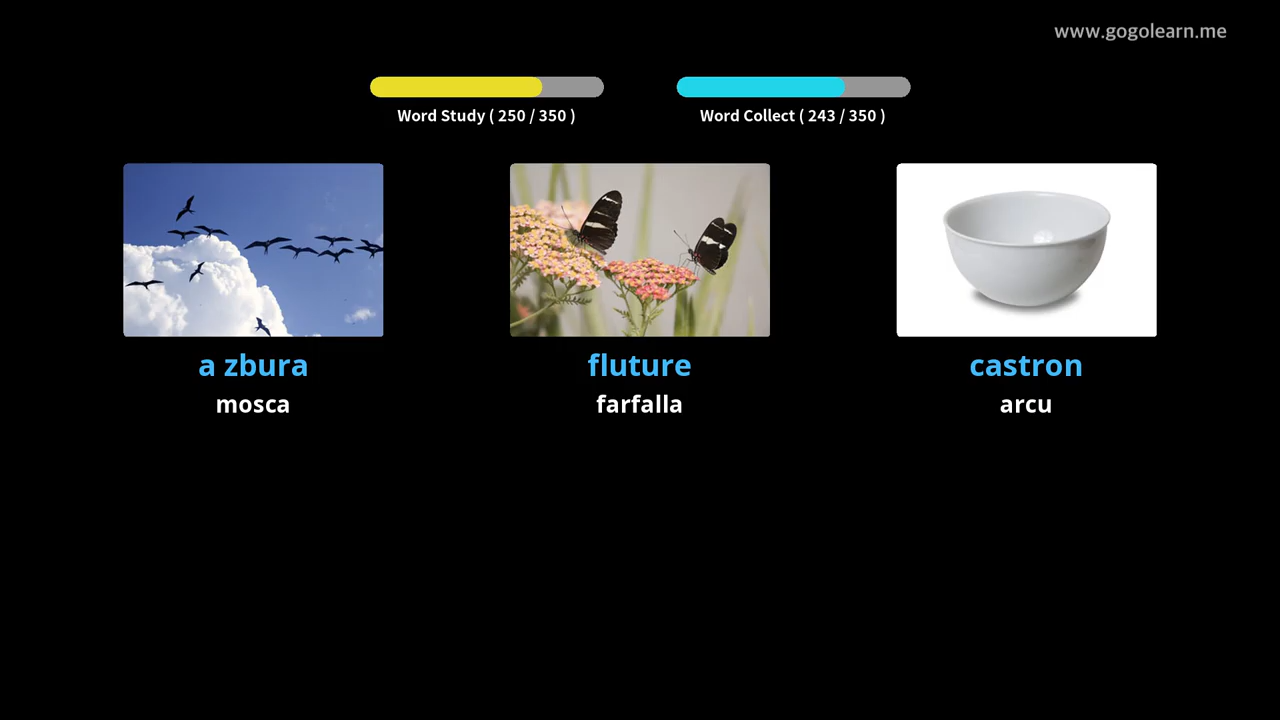 www.gogolearn.me
Word Study ( 250 / 350 )
Word Collect ( 243 / 350 )
a zbura
mosca
fluture
farfalla
castron
arcu